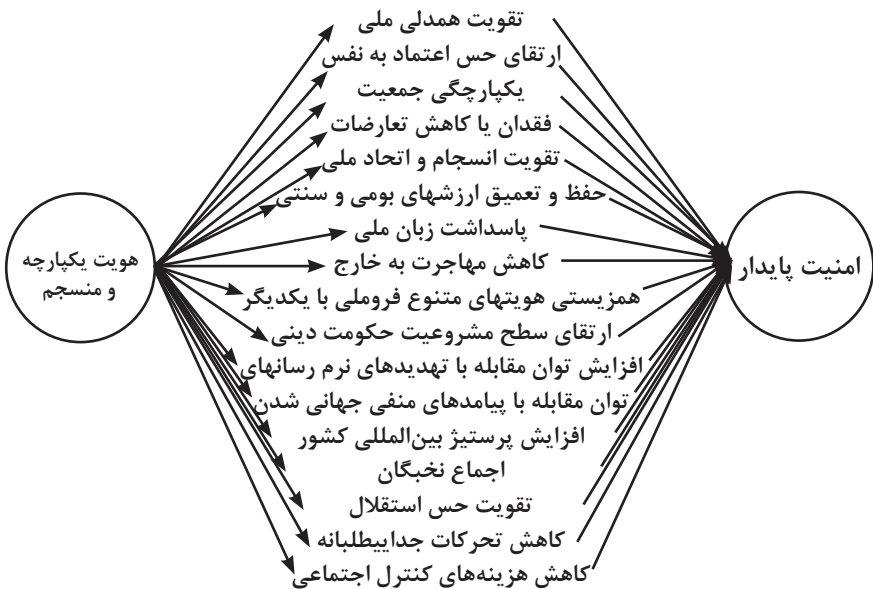 تقویت همدلی ملی
ارتقای حس اعتماد به نفس
یکپارچگی جمعیت
فقدان یا کاهش تعارضات
تقویت انسجام و اتحاد ملی
حفظ و تعمیق ارزشهای بومی و سنتی
پاسداشت زبان ملی
کاهش مهاجرت به خارج
همزیستی هویتهای متنوع فروملی با یکدیگر
ارتقای سطح مشروعیت حکومت دینی
افزایش توان مقابله با تهدیدهای نرم رسانهای
توان مقابله با پیامدهای منفی جهانی شدن
افزایش پرستیژ بین‌المللی کشور
اجماع نخبگان
تقویت حس استقلال
کاهش تحرکات جداییطلبانه
کاهش هزینه‌های کنترل اجتماعی
امنیت پایدار
هویت یکپارچه
و منسجم